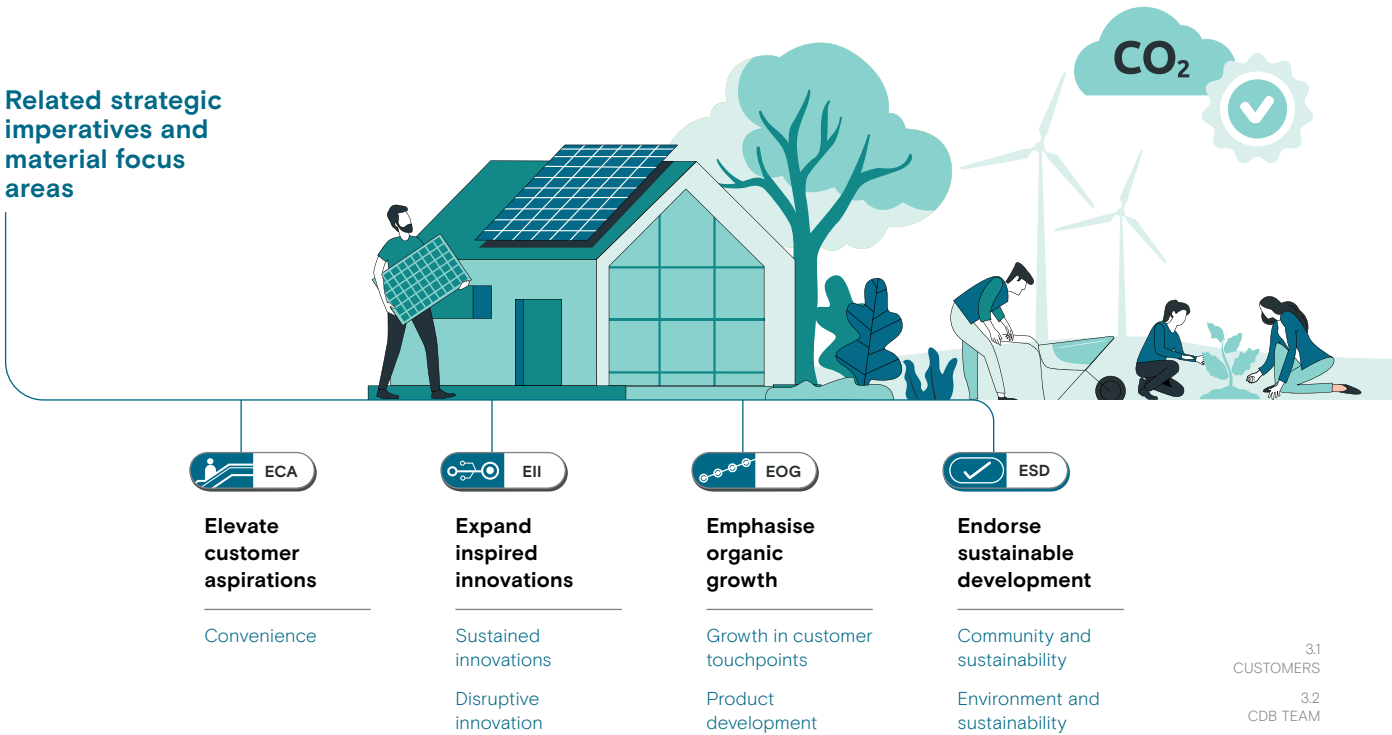 CO₂
Related strategic
imperatives and
material focus
areas
ECA
Elevate
customer
aspirations
Convenience
EII
Expand
inspired
innovations
Sustained
innovations
Disruptive
innovation
EOG
Emphasise
organic
growth
Growth in customer
touchpoints
Product
development
ESD
Endorse
sustainable
development
Community and
sustainability
Environment and
sustainability
3.1
CUSTOMERS
3.2
CDB TEAM